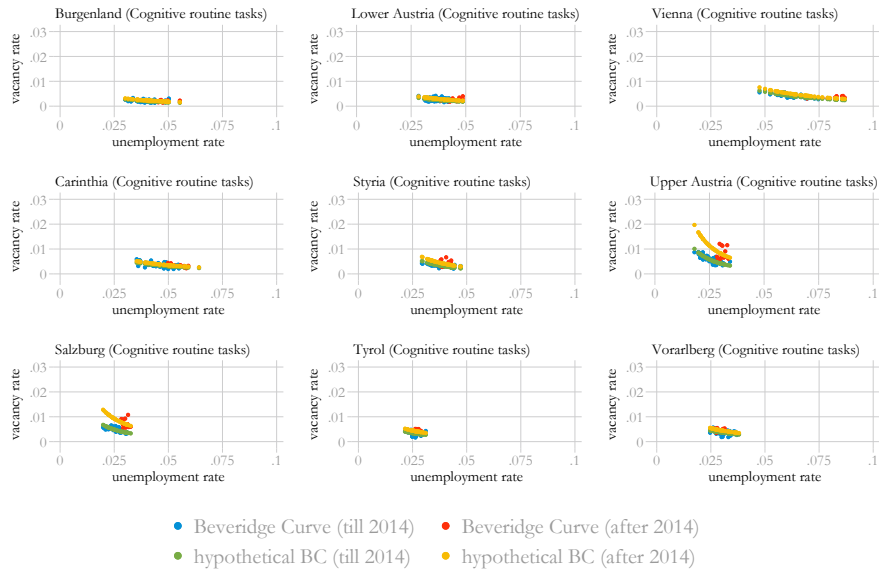 Burgenland (Cognitive routine tasks)
vacancy rate
.03
.02
.01
0
0 .025 .05 .075 .1
unemployment rate
Lower Austria (Cognitive routine tasks)
vacancy rate
.03
.02
.01
0
0 .025 .05 .075 .1
unemployment rate
Vienna (Cognitive routine tasks)
vacancy rate
.03
.02
.01
0
0 .025 .05 .075 .1
unemployment rate
Carinthia (Cognitive routine tasks)
vacancy rate
.03
.02
.01
0
0 .025 .05 .075 .1
unemployment rate
Styria (Cognitive routine tasks)
vacancy rate
.03
.02
.01
0
0 .025 .05 .075 .1
unemployment rate
Upper Austria (Cognitive routine tasks)
vacancy rate
.03
.02
.01
0
0 .025 .05 .075 .1
unemployment rate
Salzburg (Cognitive routine tasks)
vacancy rate
.03
.02
.01
0
0 .025 .05 .075 .1
unemployment rate
Tyrol (Cognitive routine tasks)
vacancy rate
.03
.02
.01
0
0 .025 .05 .075 .1
unemployment rate
Vorarlberg (Cognitive routine tasks)
vacancy rate
.03
.02
.01
0
0 .025 .05 .075 .1
unemployment rate
Beveridge Curve (till 2014) Beveridge Curve (after 2014)
hypothetical BC (till 2014) hypothetical BC (after 2014)